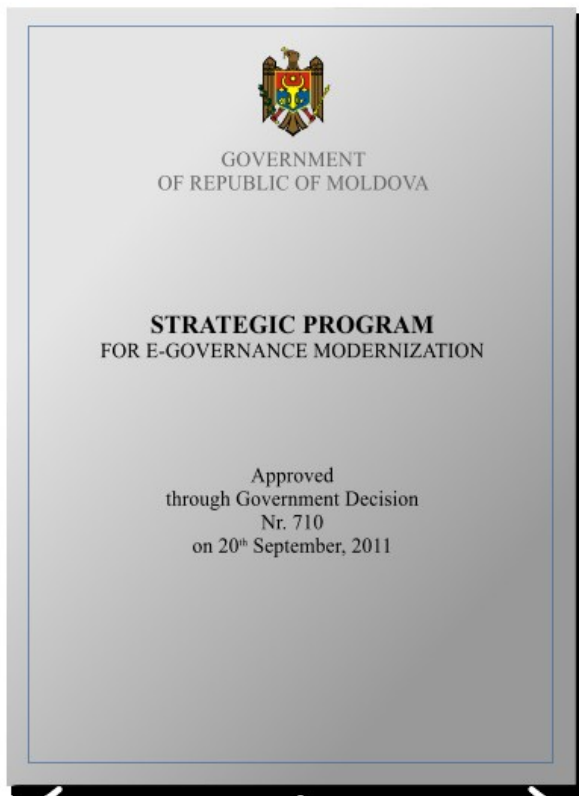 GOVERNMENT
OF REPUBLIC OF MOLDOVA
STRATEGIC PROGRAM
FOR E-GOVERNANCE MODERNIZATION
Approved
through Government Decision
Nr. 710
on 20th September, 2011